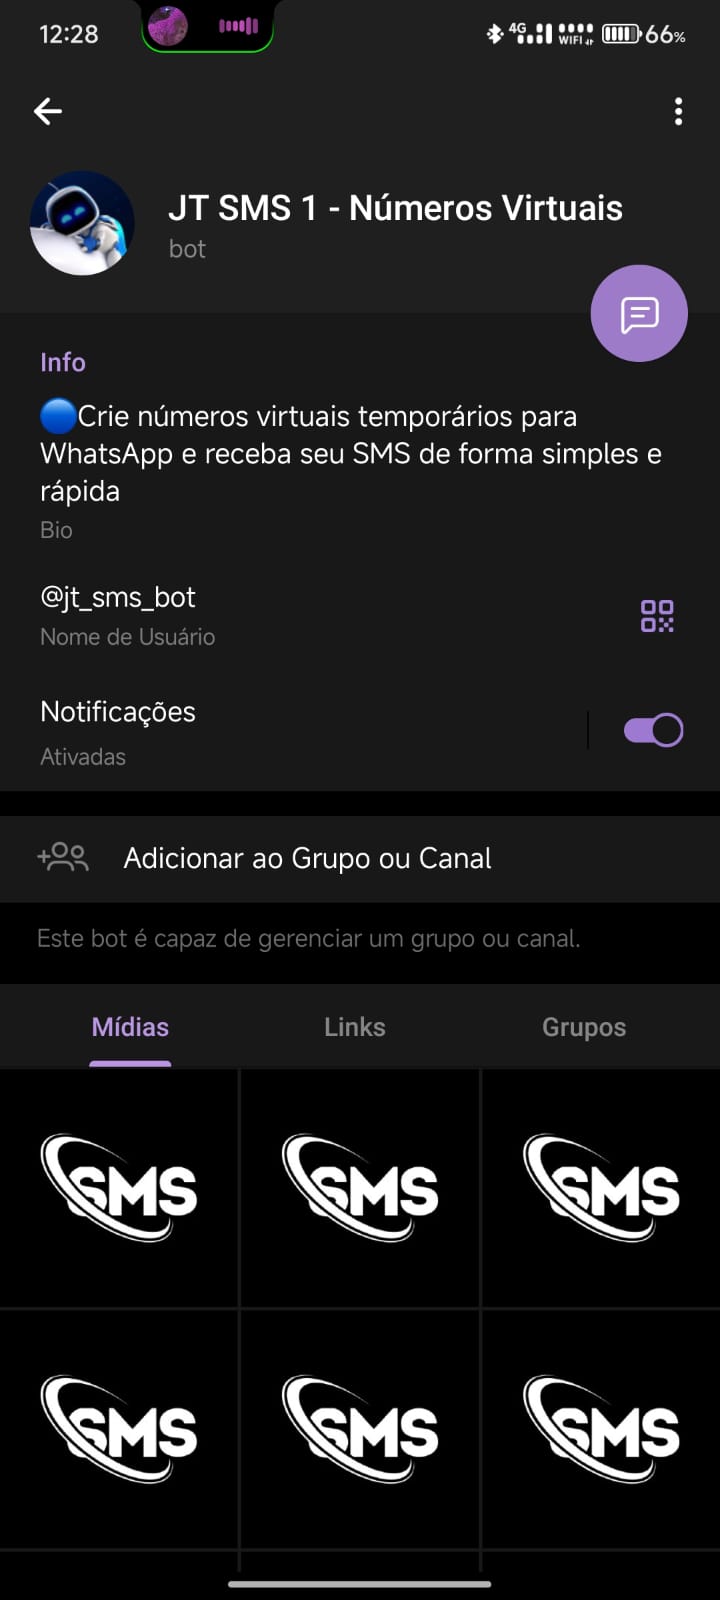 12:28
4G
WIFI
66%
JT SMS 1 - Números Virtuais
bot
Info
🔵Crie números virtuais temporários para
WhatsApp e receba seu SMS de forma simples e
rápida
Bio
@jt_sms_bot
Nome de Usuário
Notificações
Ativadas
Adicionar ao Grupo ou Canal
Este bot é capaz de gerenciar um grupo ou canal.
Mídias Links Grupos
SMS SMS SMS
SMS SMS SMS